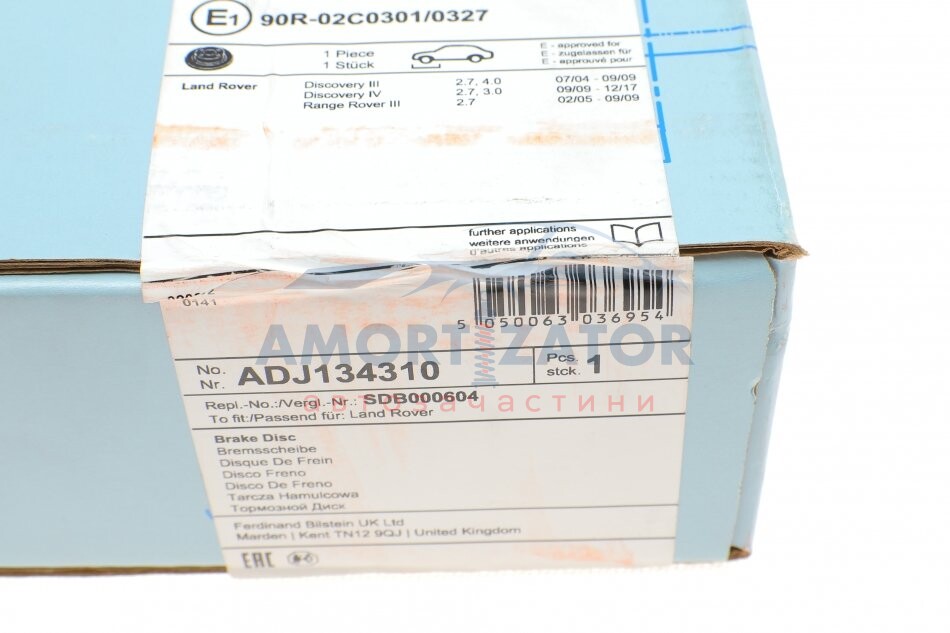 E1 90R-02C0301/0327
1 Piece
1 Stück
E - approved for
E - zugelassen für
E - approuvé pour
Land Rover
Discovery III 2.7, 4.0 07/04 - 09/09
Discovery IV 2.7, 3.0 09/09 - 12/17
Range Rover III 2.7 02/05 - 09/09
further applications
weitere anwendungen
d'autres applications
0141
5 050063 036954
AMORTIZATOR
автозапчастини
No.
Nr. ADJ134310
Pcs.
stck. 1
Repl.-No.:/Vergl.-Nr.: SDB000604
To fit:/Passend für: Land Rover
Brake Disc
Bremsscheibe
Disque De Frein
Disco Freno
Disco De Freno
Tarcza Hamulcowa
Тормозной Диск
Ferdinand Bilstein UK Ltd
Marden | Kent TN12 9QJ | United Kingdom
EAC